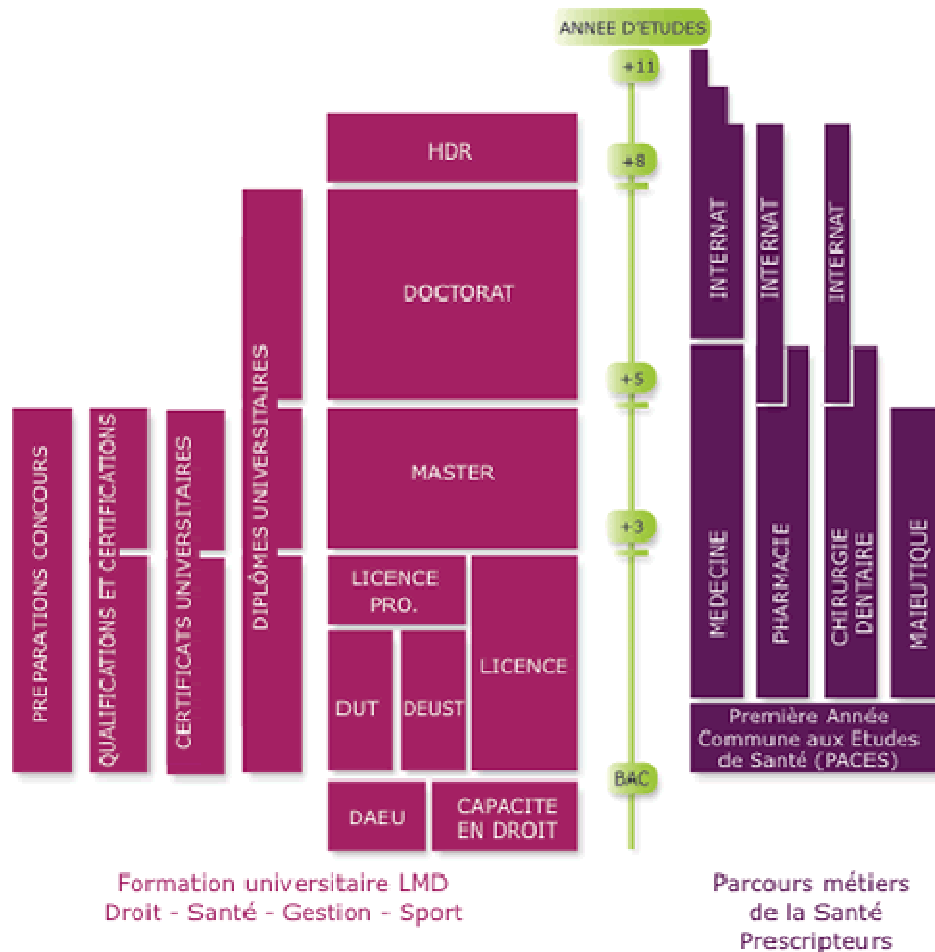 ANNEE D'ETUDES
+11
+8
+5
+3
BAC
PREPARATIONS CONCOURS
QUALIFICATIONS ET CERTIFICATIONS
CERTIFICATS UNIVERSITAIRES
DIPLÔMES UNIVERSITAIRES
HDR
DOCTORAT
MASTER
LICENCE
PRO.
LICENCE
DUT
DEUST
DAEU
CAPACITE
EN DROIT
INTERNAT
INTERNAT
INTERNAT
MEDECINE
PHARMACIE
CHIRURGIE
DENTAIRE
MAIEUTIQUE
Première Année
Commune aux Etudes
de Santé (PACES)
Formation universitaire LMD
Droit - Santé - Gestion - Sport
Parcours métiers
de la Santé
Prescripteurs